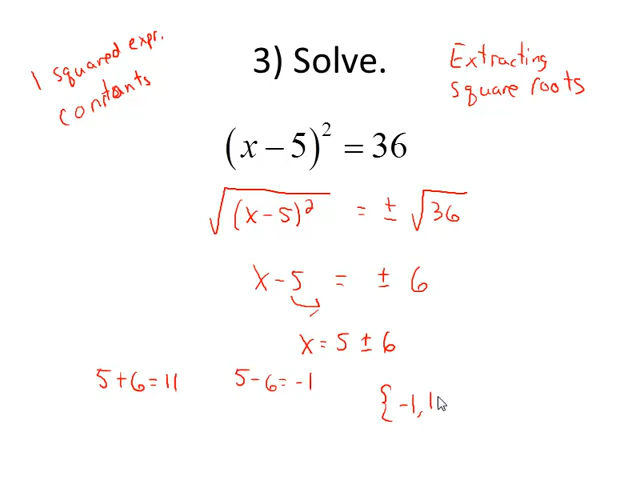 1 squared expr.
constants
3) Solve.
Extracting
square roots
(x − 5)² = 36
√(x − 5)² = ± √36
x − 5 = ± 6
x = 5 ± 6
5 + 6 = 11
5 − 6 = −1
{ −1, 1